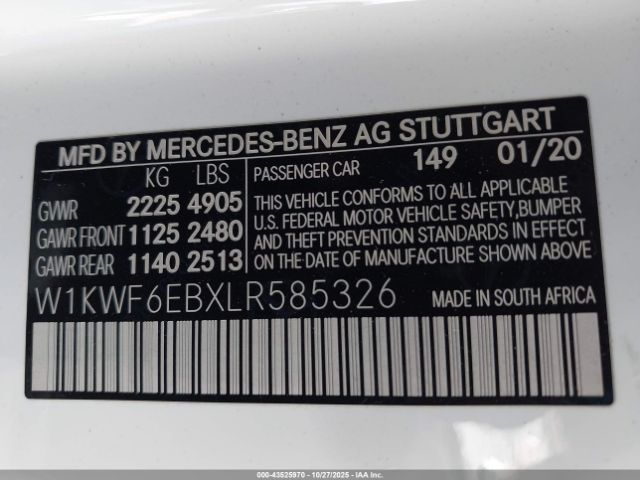 MFD BY MERCEDES-BENZ AG STUTTGART
KG LBS
GVWR 2225 4905
GAWR FRONT 1125 2480
GAWR REAR 1140 2513
PASSENGER CAR 149 01/20
THIS VEHICLE CONFORMS TO ALL APPLICABLE
U.S. FEDERAL MOTOR VEHICLE SAFETY,BUMPER
AND THEFT PREVENTION STANDARDS IN EFFECT
ON THE DATE OF MANUFACTURE SHOWN ABOVE.
W1KWF6EBXLR585326
MADE IN SOUTH AFRICA
000-43525970 | 10/27/2025 | Copyright © IAA, LLC